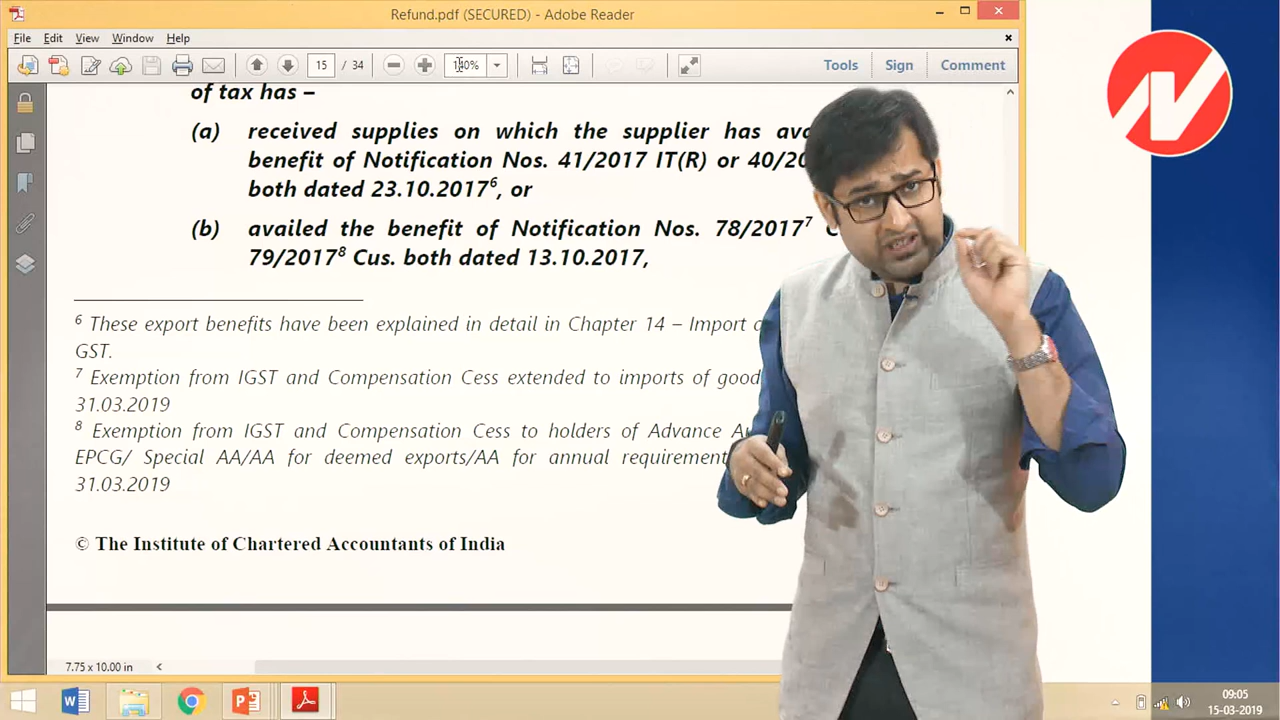 Refund.pdf (SECURED) - Adobe Reader
File Edit View Window Help
15 / 34
Tools Sign Comment
of tax has –
(a) received supplies on which the supplier has
benefit of Notification Nos. 41/2017 IT(R) or
both dated 23.10.2017⁶, or
(b) availed the benefit of Notification Nos. 78/2017⁷
79/2017⁸ Cus. both dated 13.10.2017,
⁶ These export benefits have been explained in detail in Chapter 14 – Import
GST.
⁷ Exemption from IGST and Compensation Cess extended to imports of
31.03.2019
⁸ Exemption from IGST and Compensation Cess to holders of Advance
EPCG/ Special AA/AA for deemed exports/AA for annual requirement
31.03.2019
© The Institute of Chartered Accountants of India
7.75 x 10.00 in
09:05
15-03-2019